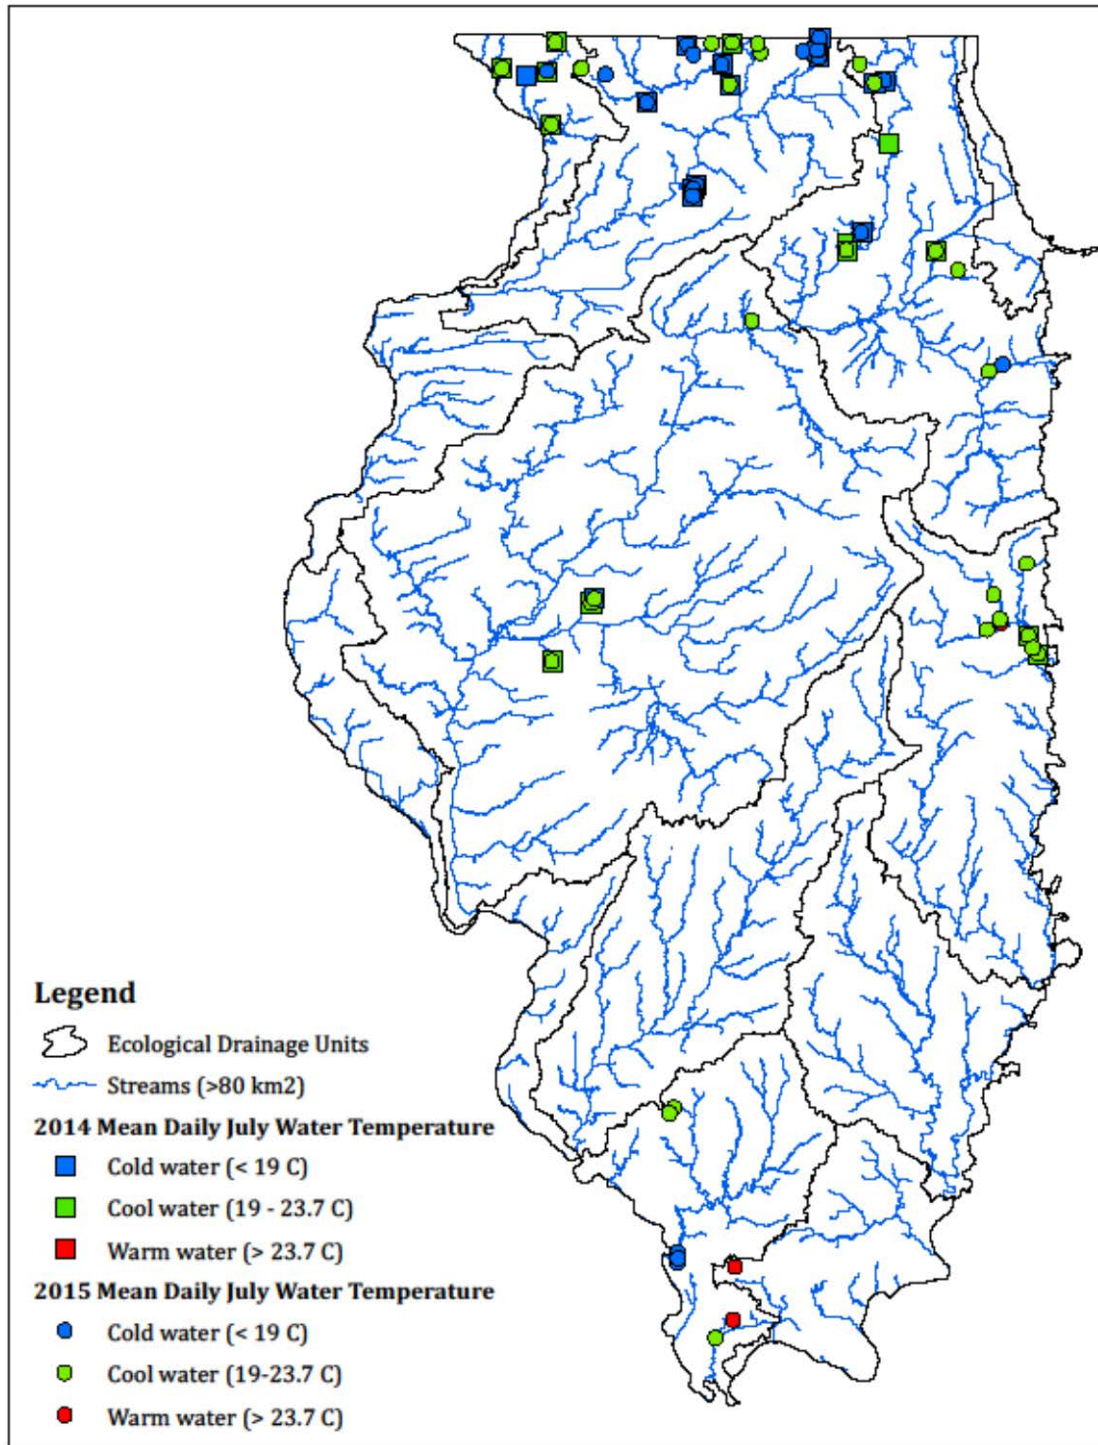 Legend
Ecological Drainage Units
Streams (>80 km2)
2014 Mean Daily July Water Temperature
Cold water (< 19 C)
Cool water (19 - 23.7 C)
Warm water (> 23.7 C)
2015 Mean Daily July Water Temperature
Cold water (< 19 C)
Cool water (19-23.7 C)
Warm water (> 23.7 C)